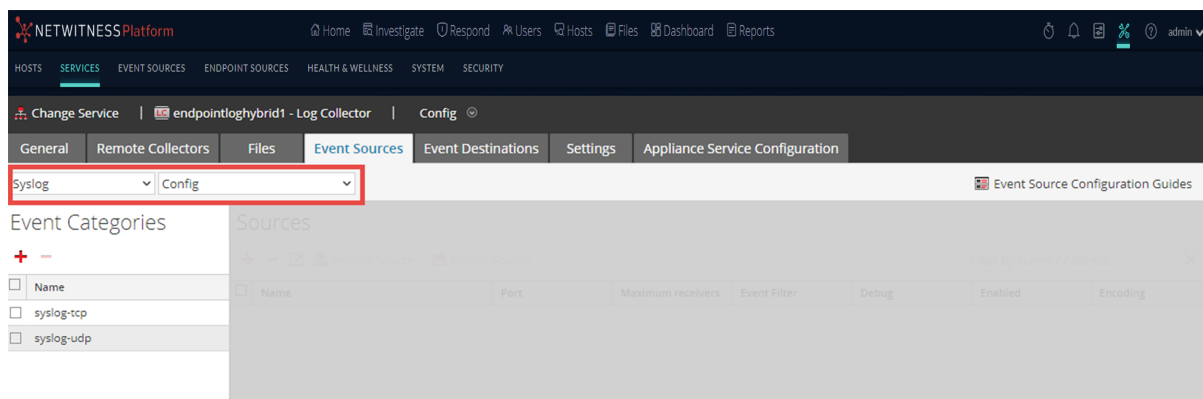 NETWITNESS Platform Home Investigate Respond Users Hosts Files Dashboard Reports admin
HOSTS SERVICES EVENT SOURCES ENDPOINT SOURCES HEALTH & WELLNESS SYSTEM SECURITY
Change Service | LC endpointloghybrid1 - Log Collector | Config
General Remote Collectors Files Event Sources Event Destinations Settings Appliance Service Configuration
Syslog Config Event Source Configuration Guides
Event Categories Sources
Name Name Port Maximum receivers Event Filter Debug Enabled Encoding
syslog-tcp
syslog-udp